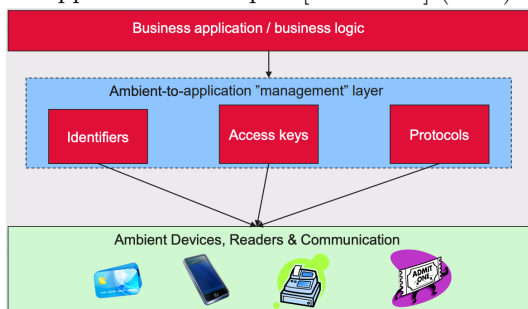 Business application / business logic
Ambient-to-application "management" layer
Identifiers
Access keys
Protocols
Ambient Devices, Readers & Communication
ADMIT
ONE